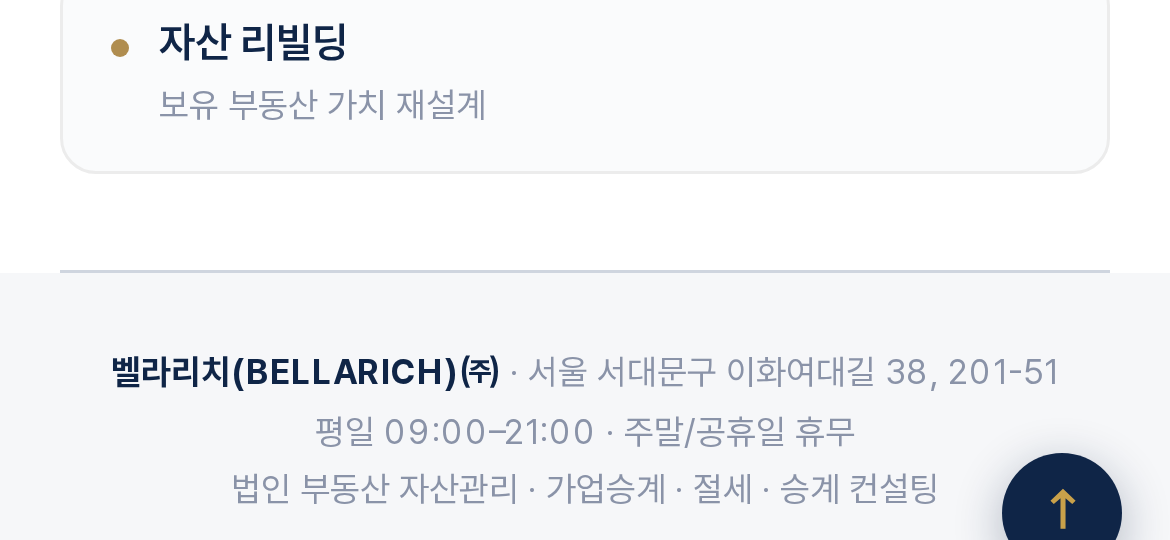 자산 리빌딩
보유 부동산 가치 재설계
벨라리치(BELLARICH)㈜ · 서울 서대문구 이화여대길 38, 201-51
평일 09:00–21:00 · 주말/공휴일 휴무
법인 부동산 자산관리 · 가업승계 · 절세 · 승계 컨설팅
↑